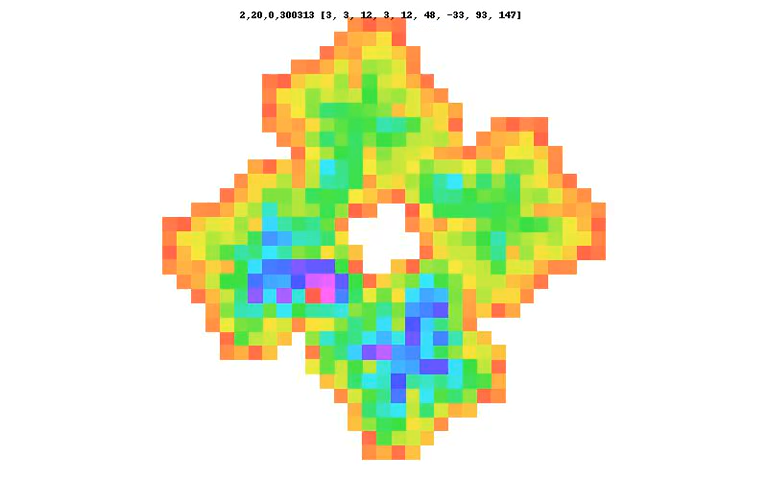 2,20,0,300313 [3, 3, 12, 3, 12, 48, -33, 93, 147]